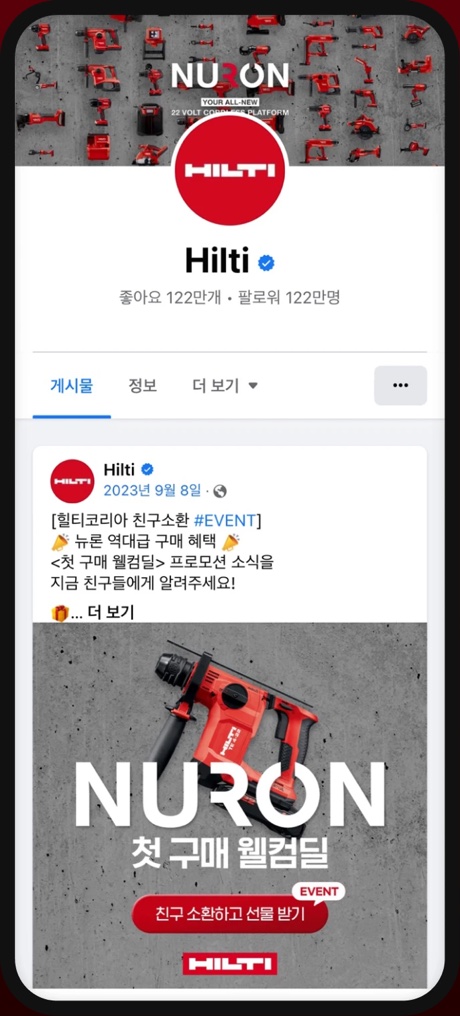 NURON
YOUR ALL-NEW
22 VOLT CORDLESS PLATFORM
HILTI
Hilti
좋아요 122만개 • 팔로워 122만명
게시물 정보 더 보기
Hilti
2023년 9월 8일 ·
[힐티코리아 친구소환 #EVENT]
🎉 뉴론 역대급 구매 혜택 🎉
<첫 구매 웰컴딜> 프로모션 소식을
지금 친구들에게 알려주세요!
🎁... 더 보기
HILTI
NURON
첫 구매 웰컴딜
EVENT
친구 소환하고 선물 받기
HILTI